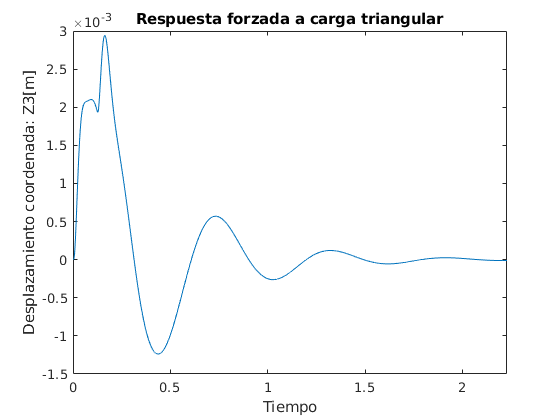 Respuesta forzada a carga triangular
×10⁻³
3
2.5
2
1.5
1
0.5
0
-0.5
-1
-1.5
Desplazamiento coordenada: Z3[m]
0 0.5 1 1.5 2
Tiempo